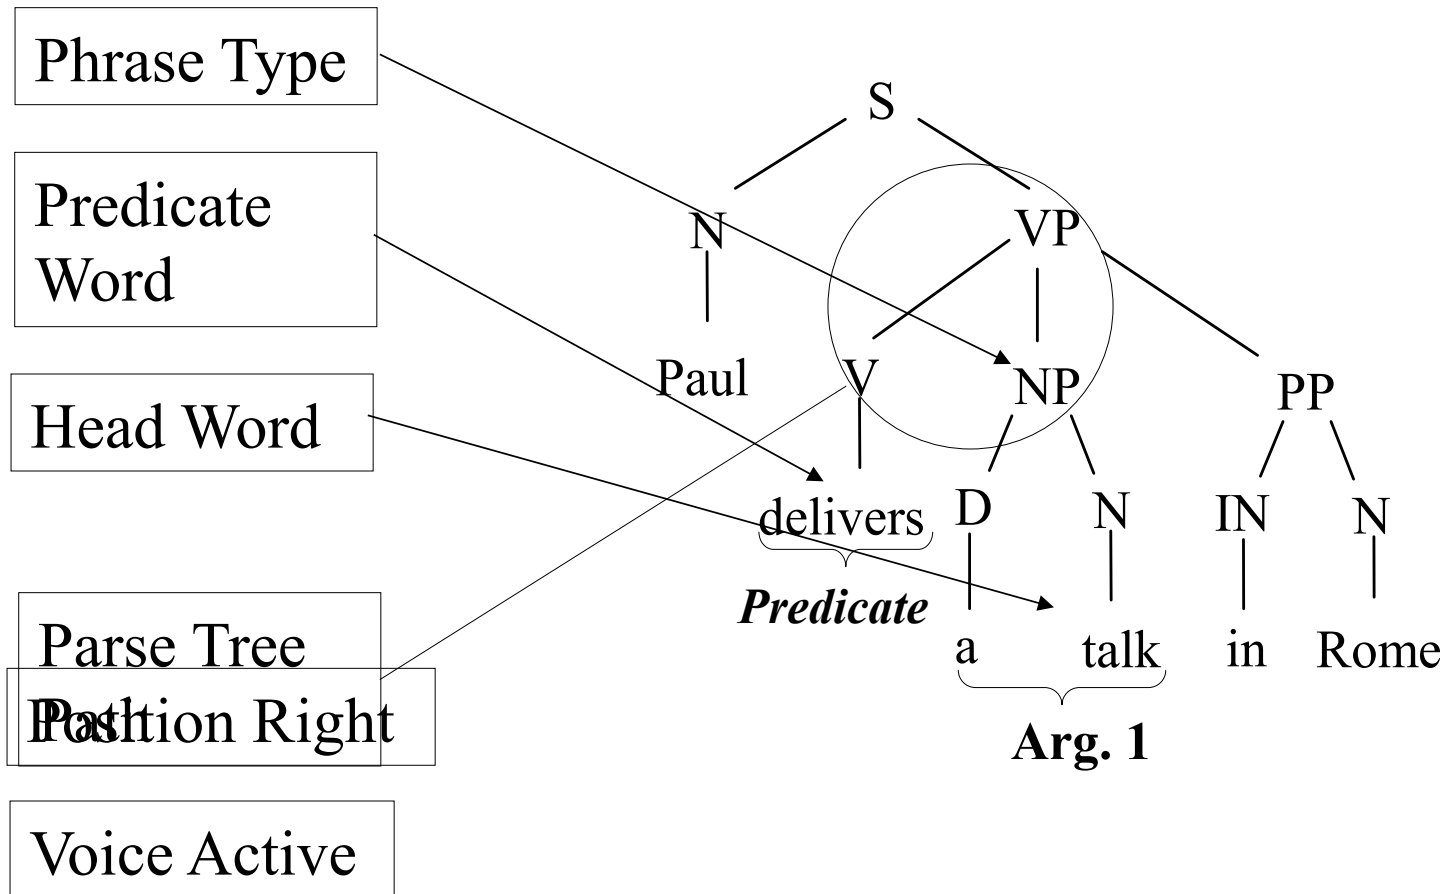 Phrase Type
S
Predicate
Word
N
VP
Paul
V
NP
PP
Head Word
delivers
D
N
IN
N
Predicate
a
talk
in
Rome
Parse Tree
Path
Position Right
Arg. 1
Voice Active